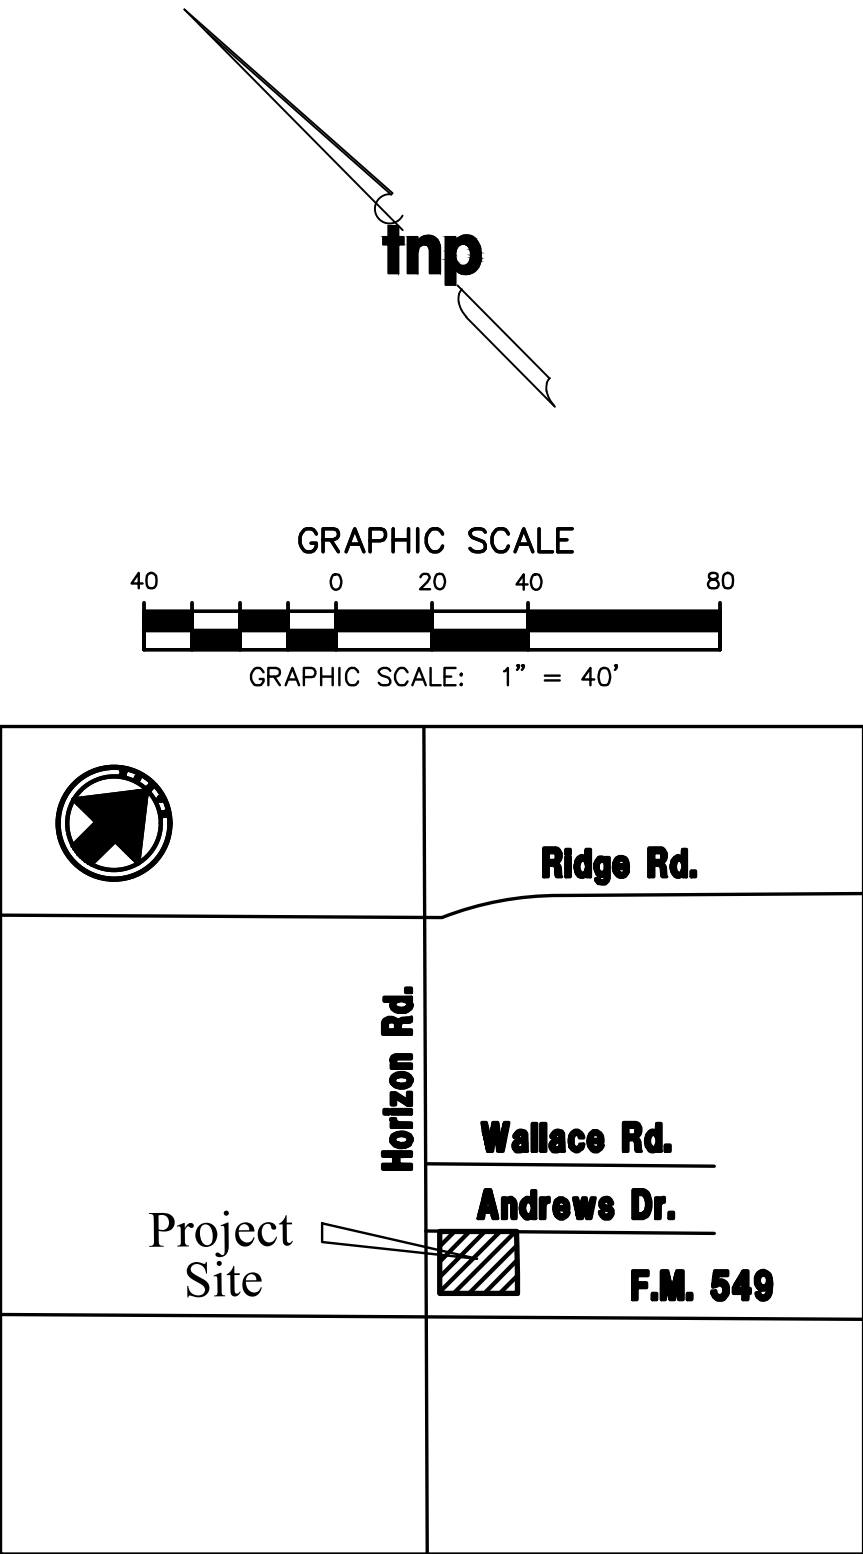 tnp
GRAPHIC SCALE
40 0 20 40 80
GRAPHIC SCALE: 1" = 40'
Ridge Rd.
Horizon Rd.
Wallace Rd.
Andrews Dr.
Project
Site
F.M. 549